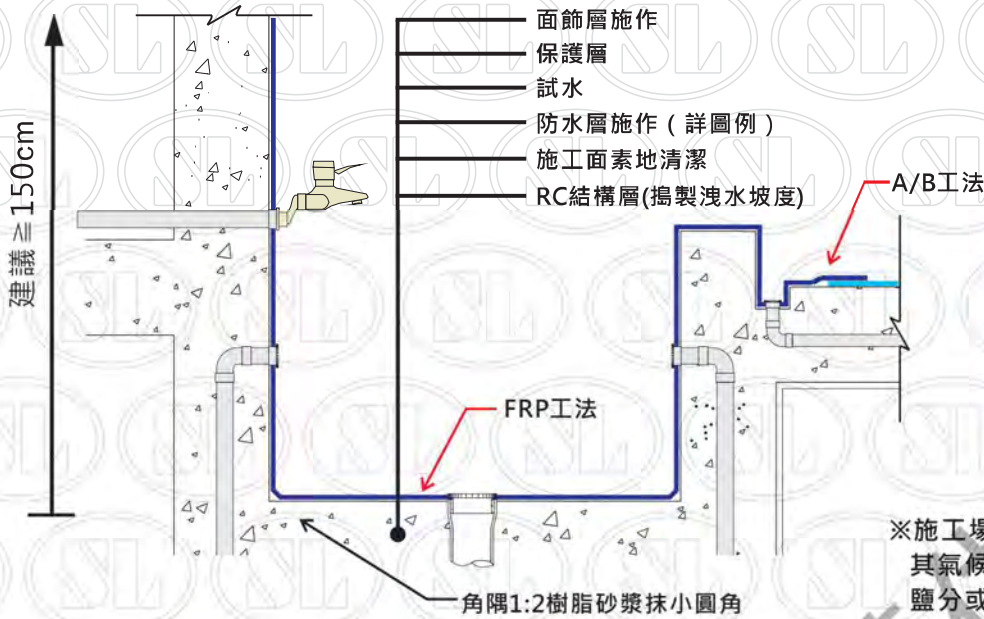 面飾層施作
保護層
試水
防水層施作（詳圖例）
施工面素地清潔
RC結構層(搗製洩水坡度)
建議≧150cm
A/B工法
FRP工法
角隅1:2樹脂砂漿抹小圓角
※施工場
其氣候
鹽分或
SL